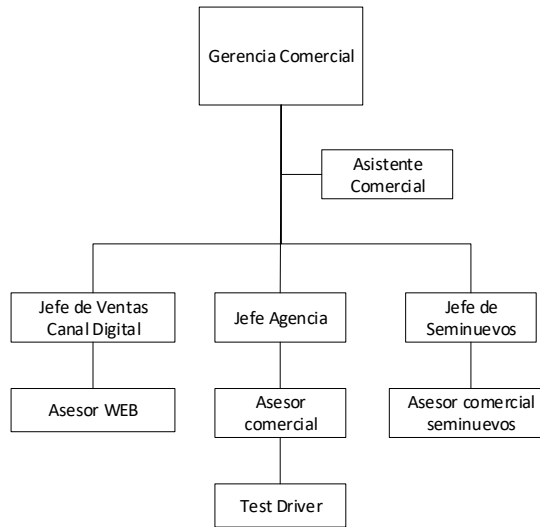 Gerencia Comercial
Asistente
Comercial
Jefe de Ventas
Canal Digital
Jefe Agencia
Jefe de
Seminuevos
Asesor WEB
Asesor
comercial
Asesor comercial
seminuevos
Test Driver